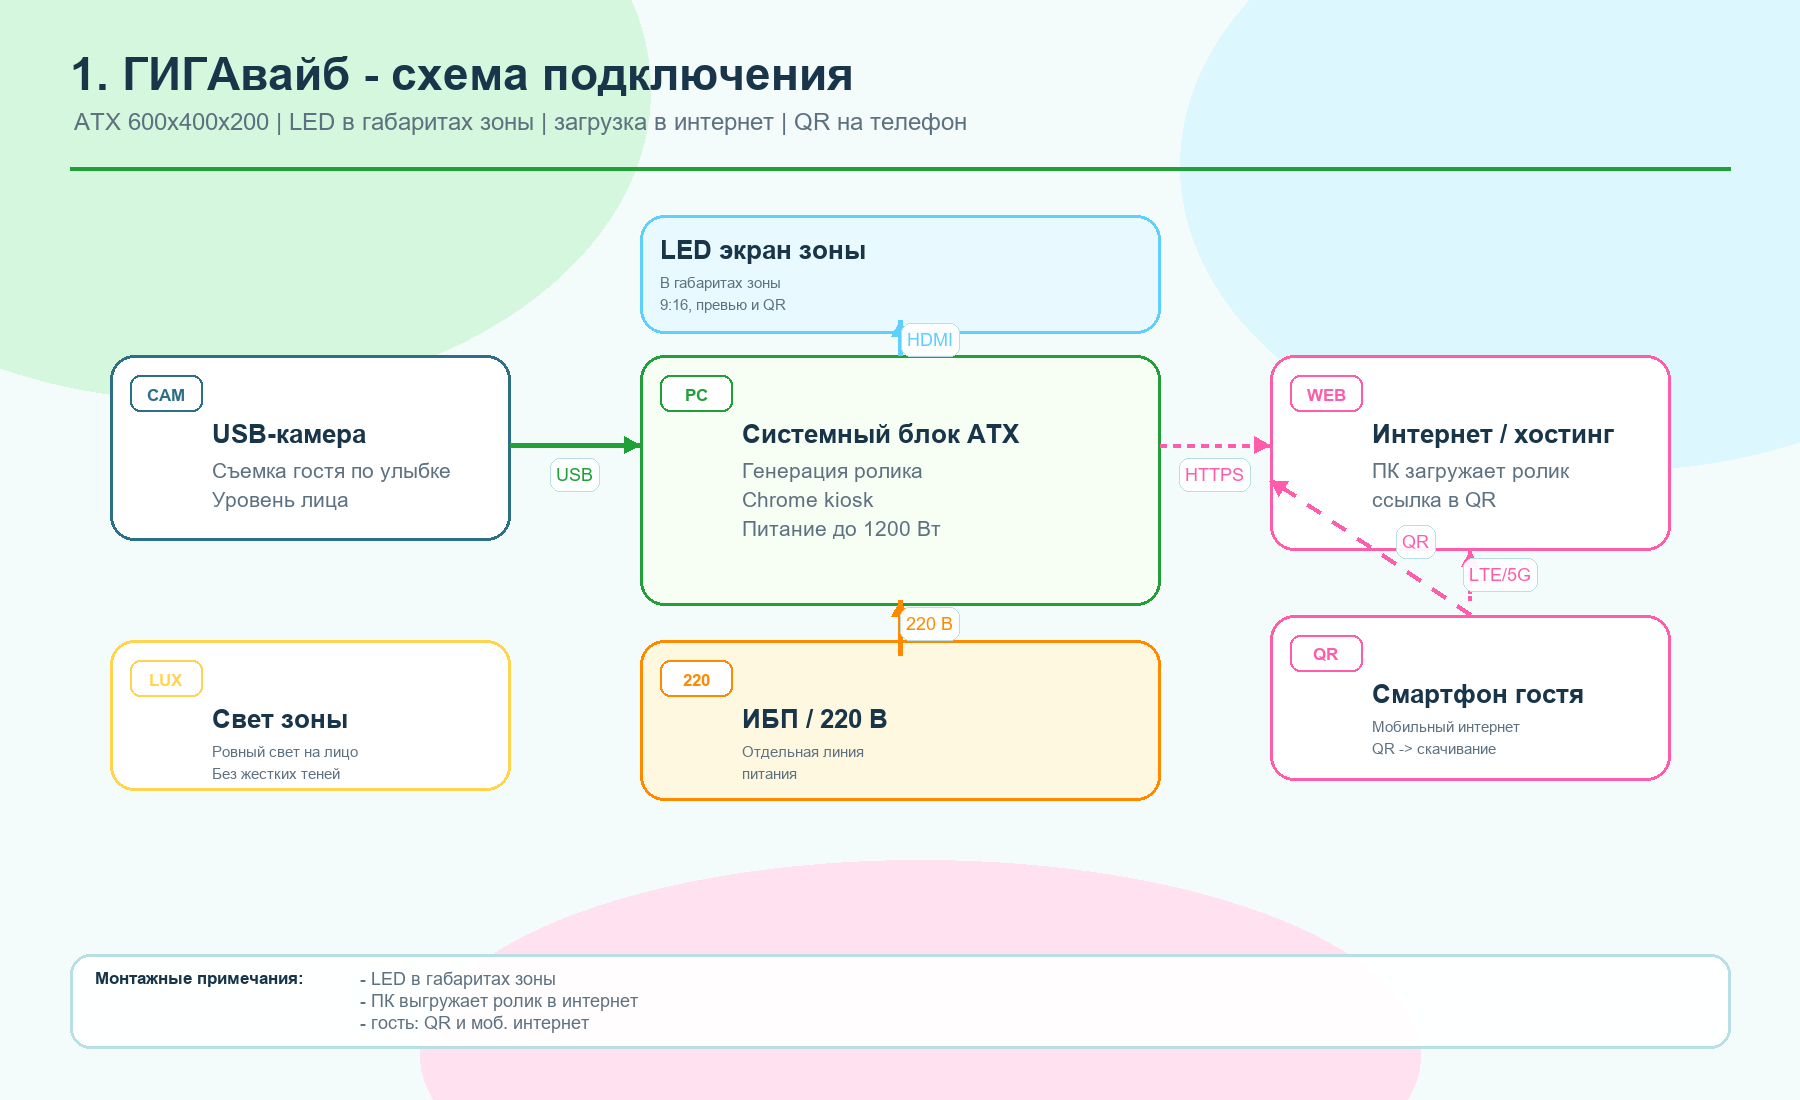 1. ГИГАвайб - схема подключения
ATX 600x400x200 | LED в габаритах зоны | загрузка в интернет | QR на телефон
LED экран зоны
В габаритах зоны
9:16, превью и QR
HDMI
CAM
USB-камера
Съемка гостя по улыбке
Уровень лица
USB
PC
Системный блок ATX
Генерация ролика
Chrome kiosk
Питание до 1200 Вт
HTTPS
WEB
Интернет / хостинг
ПК загружает ролик
ссылка в QR
QR
LTE/5G
220 В
LUX
Свет зоны
Ровный свет на лицо
Без жестких теней
220
ИБП / 220 В
Отдельная линия
питания
QR
Смартфон гостя
Мобильный интернет
QR -> скачивание
Монтажные примечания:
- LED в габаритах зоны
- ПК выгружает ролик в интернет
- гость: QR и моб. интернет